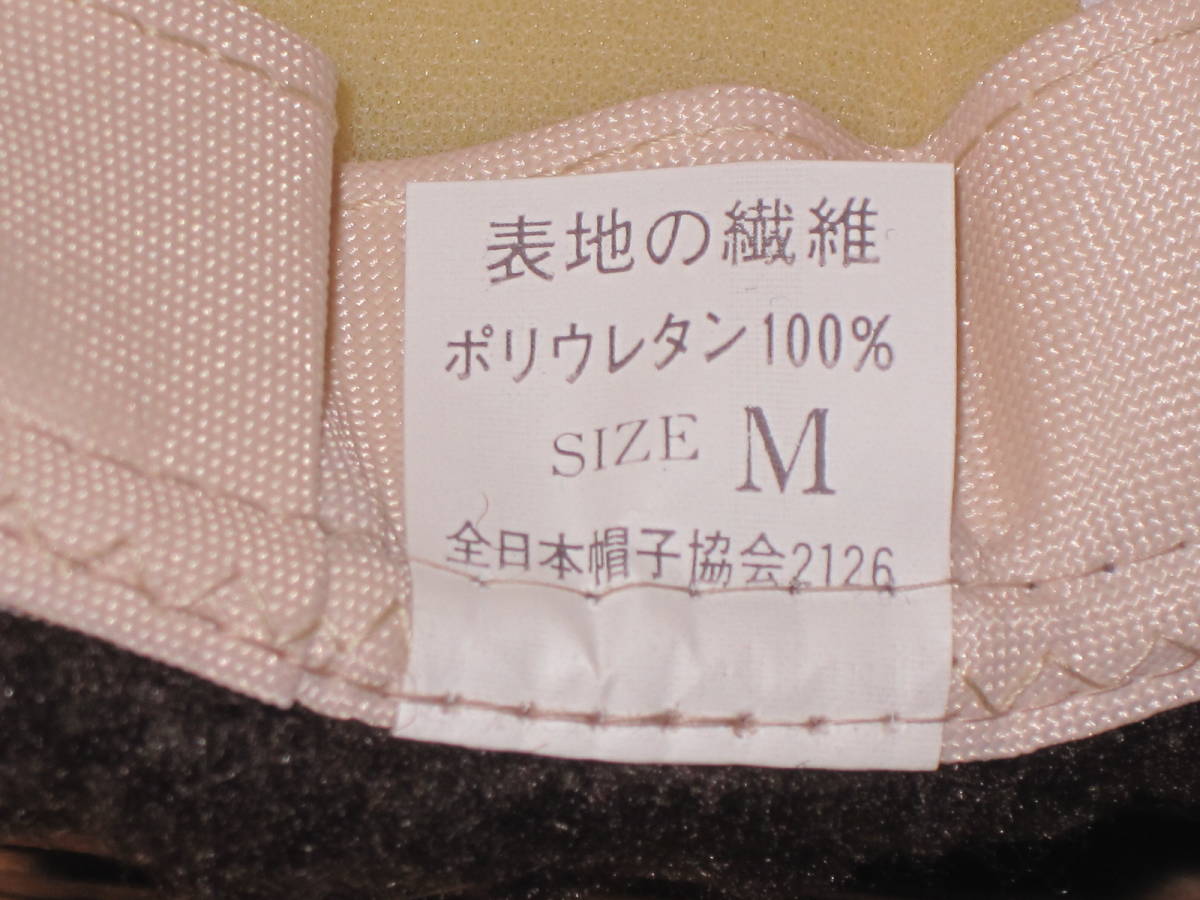 表地の繊維
ポリウレタン100%
SIZE M
全日本帽子協会2126